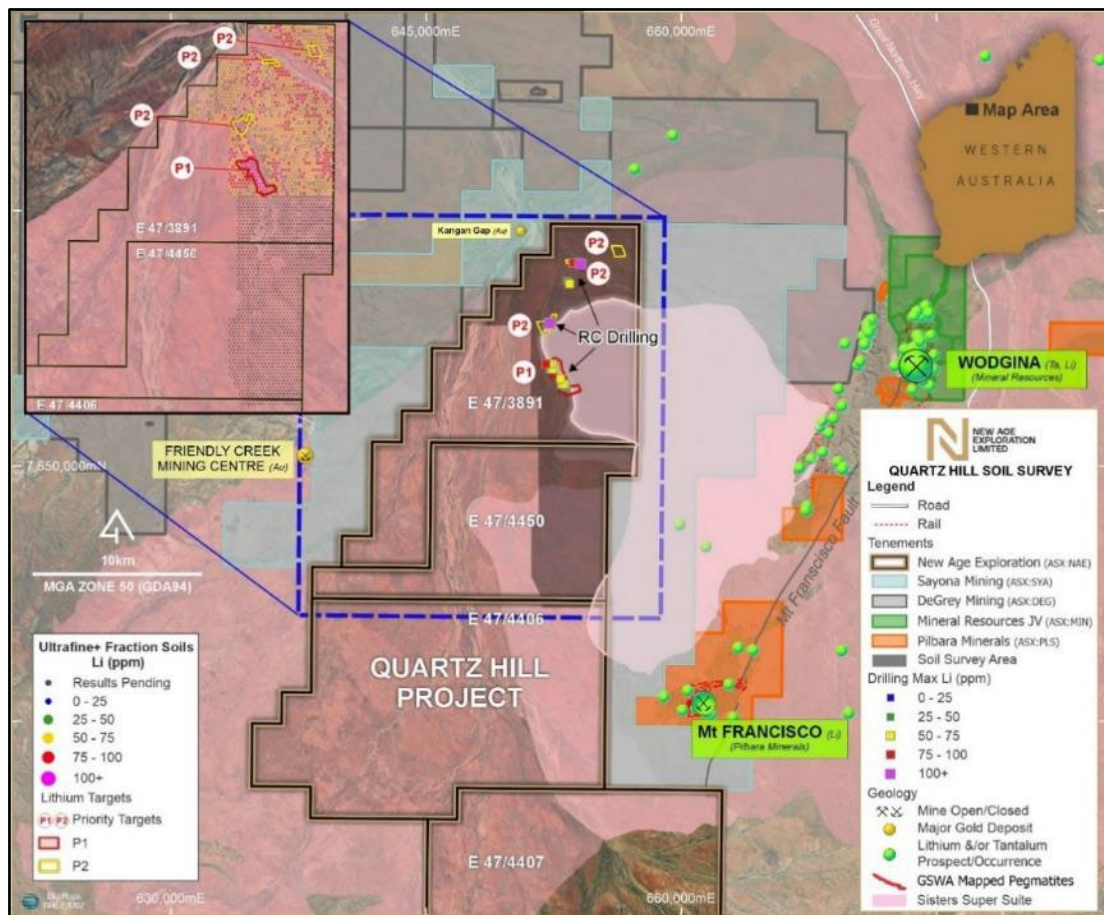 645,000mE
660,000mE
Great Northern Hwy
P2
P2
P2
P1
E 47/3891
E 47/4450
E 47/4406
Map Area
WESTERN
AUSTRALIA
Kangan Gap (Au)
P2
P2
P2
RC Drilling
P1
E 47/3891
WODGINA (Ta, Li)
(Mineral Resources)
FRIENDLY CREEK
MINING CENTRE (Au)
7,650,000mN
E 47/4450
10km
MGA ZONE 50 (GDA94)
Mt Franscisco Fault
E 47/4406
QUARTZ HILL
PROJECT
Mt FRANCISCO (Li)
(Pilbara Minerals)
E 47/4407
630,000mE
660,000mE
Ultrafine+ Fraction Soils
Li (ppm)
Results Pending
0 - 25
25 - 50
50 - 75
75 - 100
100+
Lithium Targets
P1 P2 Priority Targets
P1
P2
N NEW AGE
EXPLORATION
LIMITED
QUARTZ HILL SOIL SURVEY
Legend
Road
Rail
Tenements
New Age Exploration (ASX:NAE)
Sayona Mining (ASX:SYA)
DeGrey Mining (ASX:DEG)
Mineral Resources JV (ASX:MIN)
Pilbara Minerals (ASX:PLS)
Soil Survey Area
Drilling Max Li (ppm)
0 - 25
25 - 50
50 - 75
75 - 100
100+
Geology
Mine Open/Closed
Major Gold Deposit
Lithium &/or Tantalum
Prospect/Occurrence
GSWA Mapped Pegmatites
Sisters Super Suite